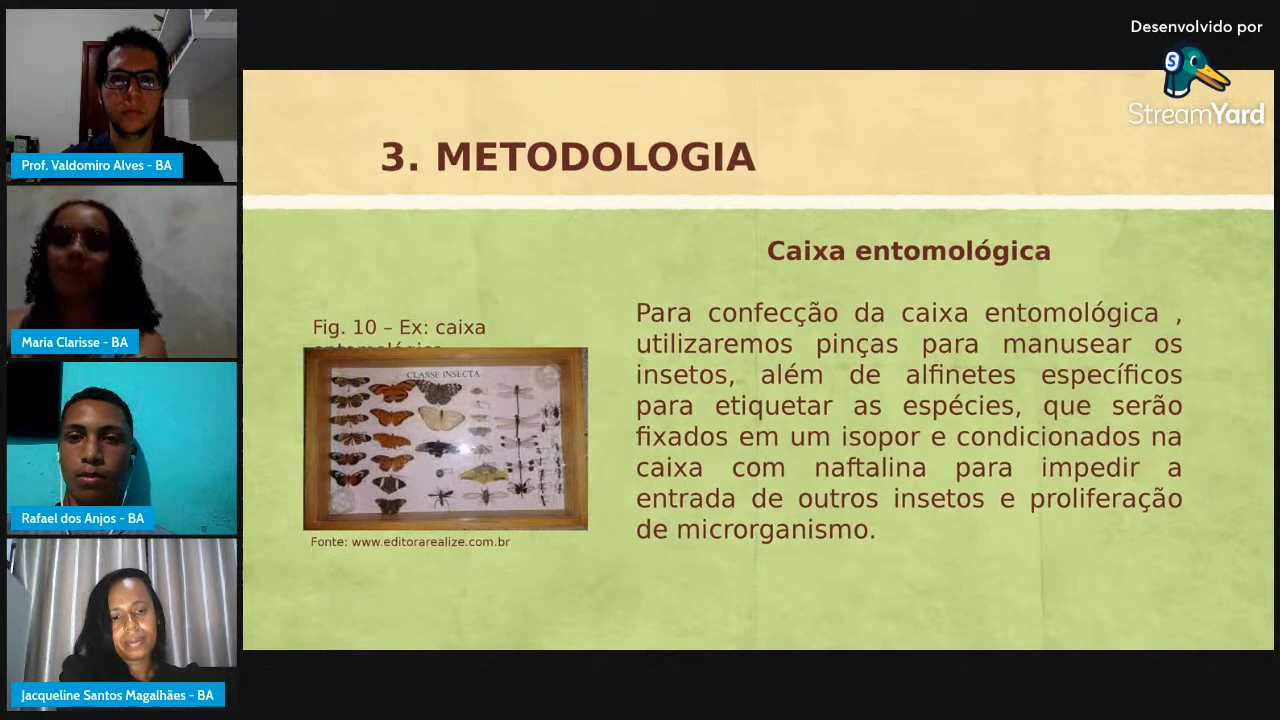 Desenvolvido por
StreamYard
Prof. Valdomiro Alves - BA
Maria Clarisse - BA
Rafael dos Anjos - BA
Jacqueline Santos Magalhães - BA
3. METODOLOGIA
Caixa entomológica
Fig. 10 – Ex: caixa
entomológica
CLASSE INSECTA
Fonte: www.editorarealize.com.br
Para confecção da caixa entomológica ,
utilizaremos pinças para manusear os
insetos, além de alfinetes específicos
para etiquetar as espécies, que serão
fixados em um isopor e condicionados na
caixa com naftalina para impedir a
entrada de outros insetos e proliferação
de microrganismo.